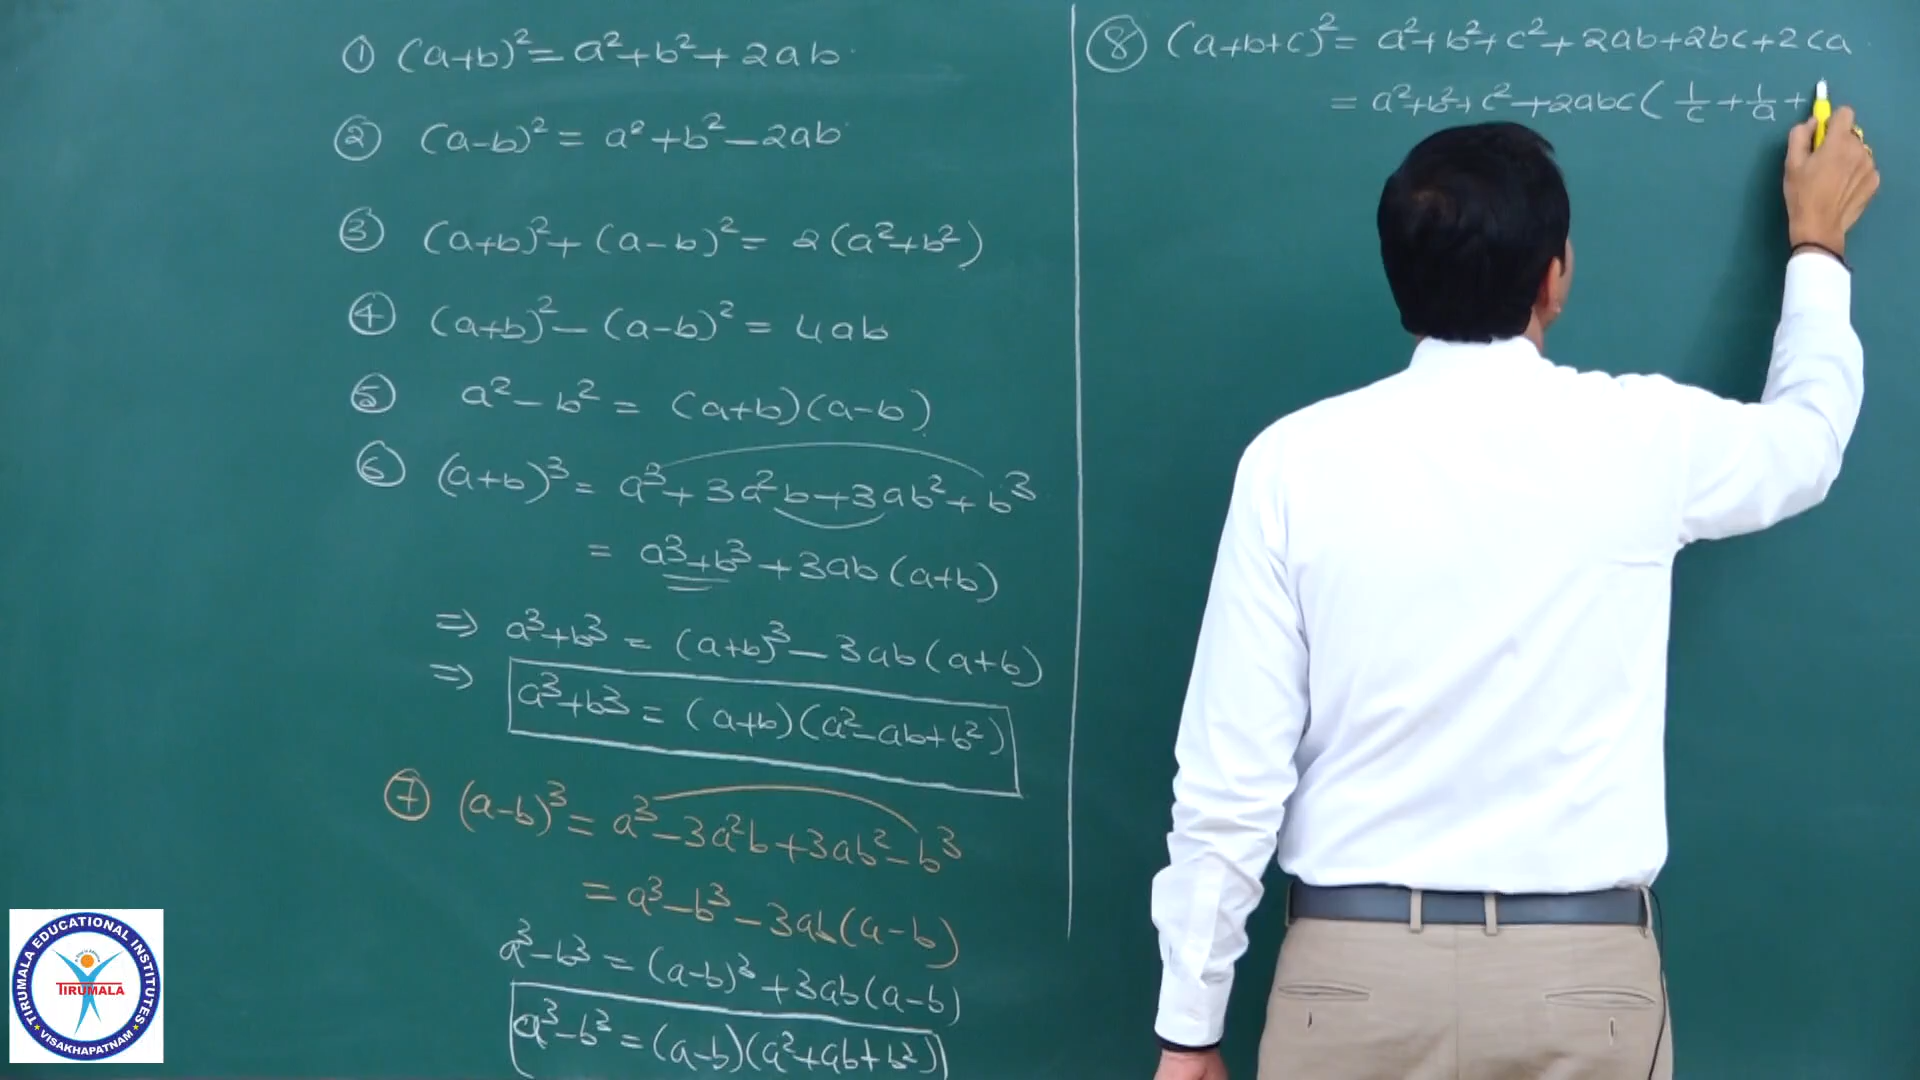 ① (a+b)² = a²+b²+2ab
② (a-b)² = a²+b²-2ab
③ (a+b)²+(a-b)² = 2(a²+b²)
④ (a+b)²-(a-b)² = 4ab
⑤ a²-b² = (a+b)(a-b)
⑥ (a+b)³ = a³+3a²b+3ab²+b³
= a³+b³+3ab(a+b)
⇒ a³+b³ = (a+b)³-3ab(a+b)
⇒ a³+b³ = (a+b)(a²-ab+b²)
⑦ (a-b)³ = a³-3a²b+3ab²-b³
= a³-b³-3ab(a-b)
a³-b³ = (a-b)³+3ab(a-b)
a³-b³ = (a-b)(a²+ab+b²)
⑧ (a+b+c)² = a²+b²+c²+2ab+2bc+2ca
= a²+b²+c²+2abc(1/c+1/a+
TIRUMALA EDUCATIONAL INSTITUTES
TIRUMALA
VISAKHAPATNAM